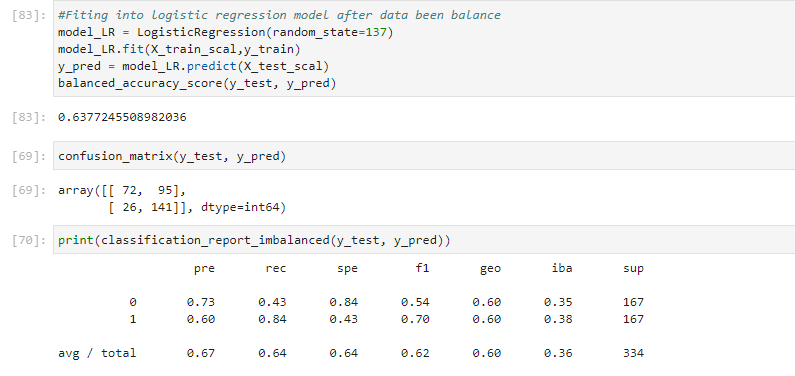 [83]: #Fiting into logistic regression model after data been balance
model_LR = LogisticRegression(random_state=137)
model_LR.fit(X_train_scal,y_train)
y_pred = model_LR.predict(X_test_scal)
balanced_accuracy_score(y_test, y_pred)
[83]: 0.6377245508982036
[69]: confusion_matrix(y_test, y_pred)
[69]: array([[ 72, 95],
[ 26, 141]], dtype=int64)
[70]: print(classification_report_imbalanced(y_test, y_pred))
pre rec spe f1 geo iba sup
0 0.73 0.43 0.84 0.54 0.60 0.35 167
1 0.60 0.84 0.43 0.70 0.60 0.38 167
avg / total 0.67 0.64 0.64 0.62 0.60 0.36 334